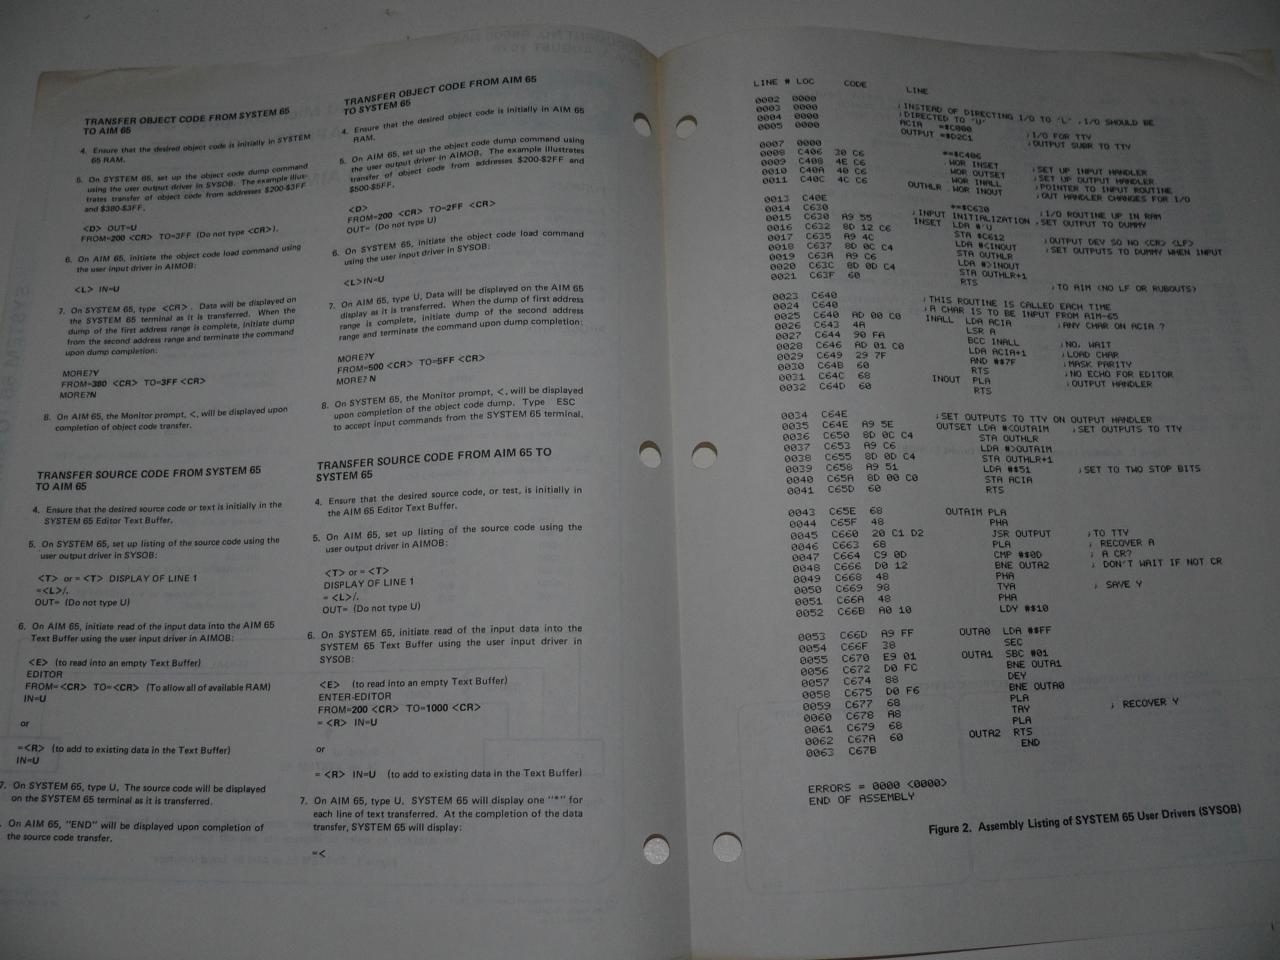 TRANSFER OBJECT CODE FROM SYSTEM 65
TO AIM 65
4. Ensure that the desired object code is initially in SYSTEM
65 RAM.
5. On SYSTEM 65, set up the object code dump command
using the user output driver in SYSOB. The example illus-
trates transfer of object code from addresses $200-$3FF
and $380-$3FF.
<D> OUT=U
FROM=200 <CR> TO=3FF (Do not type <CR>).
6. On AIM 65, initiate the object code load command using
the user input driver in AIMOB:
<L> IN=U
7. On SYSTEM 65, type <CR>. Data will be displayed on
the SYSTEM 65 terminal as it is transferred. When the
dump of the first address range is complete, initiate dump
from the second address range and terminate the command
upon dump completion:
MORE?Y
FROM=380 <CR> TO=3FF <CR>
MORE?N
8. On AIM 65, the Monitor prompt, <, will be displayed upon
completion of object code transfer.
TRANSFER SOURCE CODE FROM SYSTEM 65
TO AIM 65
4. Ensure that the desired source code or text is initially in the
SYSTEM 65 Editor Text Buffer.
5. On SYSTEM 65, set up listing of the source code using the
user output driver in SYSOB:
<T> or = <T> DISPLAY OF LINE 1
=<L>/.
OUT= (Do not type U)
6. On AIM 65, initiate read of the input data into the AIM 65
Text Buffer using the user input driver in AIMOB:
<E> (to read into an empty Text Buffer)
EDITOR
FROM=<CR> TO=<CR> (To allow all of available RAM)
IN=U
or
=<R> (to add to existing data in the Text Buffer)
IN=U
7. On SYSTEM 65, type U. The source code will be displayed
on the SYSTEM 65 terminal as it is transferred.
. On AIM 65, "END" will be displayed upon completion of
the source code transfer.
TRANSFER OBJECT CODE FROM AIM 65
TO SYSTEM 65
4. Ensure that the desired object code is initially in AIM 65
RAM.
5. On AIM 65, set up the object code dump command using
the user output driver in AIMOB. The example illustrates
transfer of object code from addresses $200-$2FF and
$500-$5FF.
<D>
FROM=200 <CR> TO=2FF <CR>
OUT= (Do not type U)
6. On SYSTEM 65, initiate the object code load command
using the user input driver in SYSOB:
<L>IN=U
7. On AIM 65, type U, Data will be displayed on the AIM 65
display as it is transferred. When the dump of first address
range is complete, initiate dump of the second address
range and terminate the command upon dump completion:
MORE?Y
FROM=500 <CR> TO=5FF <CR>
MORE? N
8. On SYSTEM 65, the Monitor prompt, <, will be displayed
upon completion of the object code dump. Type ESC
to accept input commands from the SYSTEM 65 terminal.
TRANSFER SOURCE CODE FROM AIM 65 TO
SYSTEM 65
4. Ensure that the desired source code, or test, is initially in
the AIM 65 Editor Text Buffer.
5. On AIM 65, set up listing of the source code using the
user output driver in AIMOB:
<T> or = <T>
DISPLAY OF LINE 1
= <L>/.
OUT= (Do not type U)
6. On SYSTEM 65, initiate read of the input data into the
SYSTEM 65 Text Buffer using the user input driver in
SYSOB:
<E> (to read into an empty Text Buffer)
ENTER-EDITOR
FROM=200 <CR> TO=1000 <CR>
= <R> IN=U
or
= <R> IN=U (to add to existing data in the Text Buffer)
7. On AIM 65, type U. SYSTEM 65 will display one "*" for
each line of text transferred. At the completion of the data
transfer, SYSTEM 65 will display:
=<
LINE # LOC CODE LINE
0002 0000
0003 0000 ;INSTEAD OF DIRECTING I/O TO 'L' ,I/O SHOULD BE
0004 0000 ;DIRECTED TO 'U'
0005 0000 ACIA =$C000 ;I/O FOR TTY
OUTPUT =$D2C1 ;OUTPUT SUBR TO TTY
0007 0000 *=$C406
0008 C406 30 C6 .WOR INSET ;SET UP INPUT HANDLER
0009 C408 4E C6 .WOR OUTSET ;SET UP OUTPUT HANDLER
0010 C40A 40 C6 .WOR INALL ;POINTER TO INPUT ROUTINE
0011 C40C 4C C6 OUTHLR .WOR INOUT ;OUT HANDLER CHANGES FOR I/O
0013 C40E *=$C630 ;I/O ROUTINE UP IN RAM
0014 C630 ;INPUT INITIALIZATION ,SET OUTPUT TO DUMMY
0015 C630 A9 55 INSET LDA #'U
0016 C632 8D 12 C6 STA $C612 ;OUTPUT DEV SO NO <CR> <LF>
0017 C635 A9 4C LDA #<INOUT ;SET OUTPUTS TO DUMMY WHEN INPUT
0018 C637 8D 0C C4 STA OUTHLR
0019 C63A A9 C6 LDA #>INOUT
0020 C63C 8D 0D C4 STA OUTHLR+1
0021 C63F 60 RTS ;TO AIM (NO LF OR RUBOUTS)
0023 C640 ;THIS ROUTINE IS CALLED EACH TIME
0024 C640 ;A CHAR IS TO BE INPUT FROM AIM-65
0025 C640 AD 00 C0 INALL LDA ACIA ;ANY CHAR ON ACIA ?
0026 C643 4A LSR A
0027 C644 90 FA BCC INALL ;NO, WAIT
0028 C646 AD 01 C0 LDA ACIA+1 ;LOAD CHAR
0029 C649 29 7F AND #$7F ;MASK PARITY
0030 C64B 60 RTS ;NO ECHO FOR EDITOR
0031 C64C 68 INOUT PLA ;OUTPUT HANDLER
0032 C64D 60 RTS
0034 C64E ;SET OUTPUTS TO TTY ON OUTPUT HANDLER
0035 C64E A9 5E OUTSET LDA #<OUTAIM ;SET OUTPUTS TO TTY
0036 C650 8D 0C C4 STA OUTHLR
0037 C653 A9 C6 LDA #>OUTAIM
0038 C655 8D 0D C4 STA OUTHLR+1
0039 C658 A9 51 LDA #$51 ;SET TO TWO STOP BITS
0040 C65A 8D 00 C0 STA ACIA
0041 C65D 60 RTS
0043 C65E 68 OUTAIM PLA
0044 C65F 48 PHA
0045 C660 20 C1 D2 JSR OUTPUT ;TO TTY
0046 C663 68 PLA ; RECOVER A
0047 C664 C9 0D CMP #$0D ; A CR?
0048 C666 D0 12 BNE OUTA2 ; DON'T WAIT IF NOT CR
0049 C668 48 PHA
0050 C669 98 TYA ; SAVE Y
0051 C66A 48 PHA
0052 C66B A0 10 LDY #$10
0053 C66D A9 FF OUTA0 LDA #$FF
0054 C66F 38 SEC
0055 C670 E9 01 OUTA1 SBC #01
0056 C672 D0 FC BNE OUTA1
0057 C674 88 DEY
0058 C675 D0 F6 BNE OUTA0
0059 C677 68 PLA
0060 C678 A8 TAY ; RECOVER Y
0061 C679 68 PLA
0062 C67A 60 OUTA2 RTS
0063 C67B END
ERRORS = 0000 <0000>
END OF ASSEMBLY
Figure 2. Assembly Listing of SYSTEM 65 User Drivers (SYSOB)